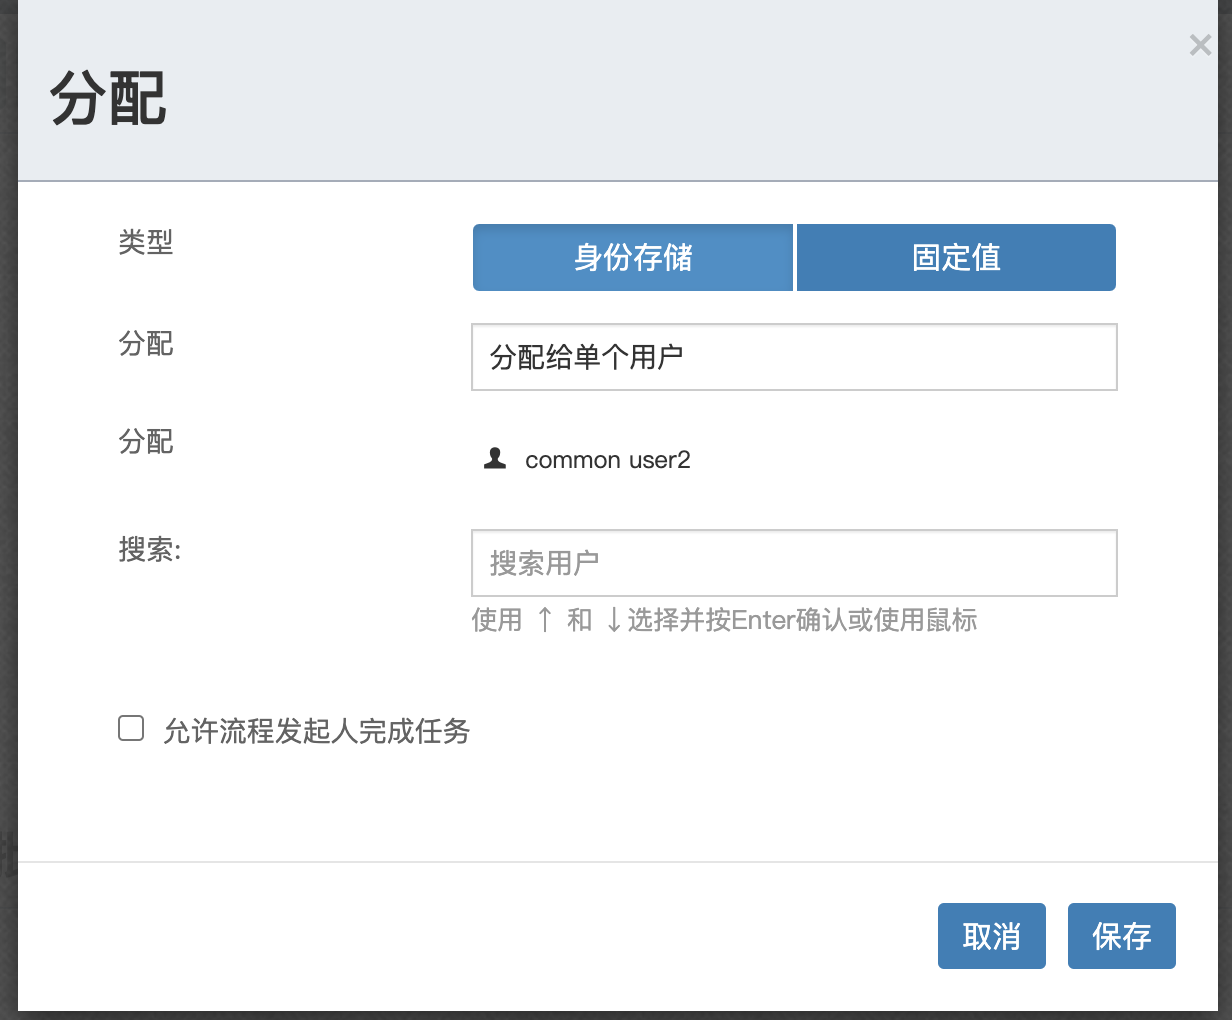 分配
×
类型
身份存储 固定值
分配
分配给单个用户
分配
common user2
搜索:
搜索用户
使用 ↑ 和 ↓选择并按Enter确认或使用鼠标
允许流程发起人完成任务
取消 保存